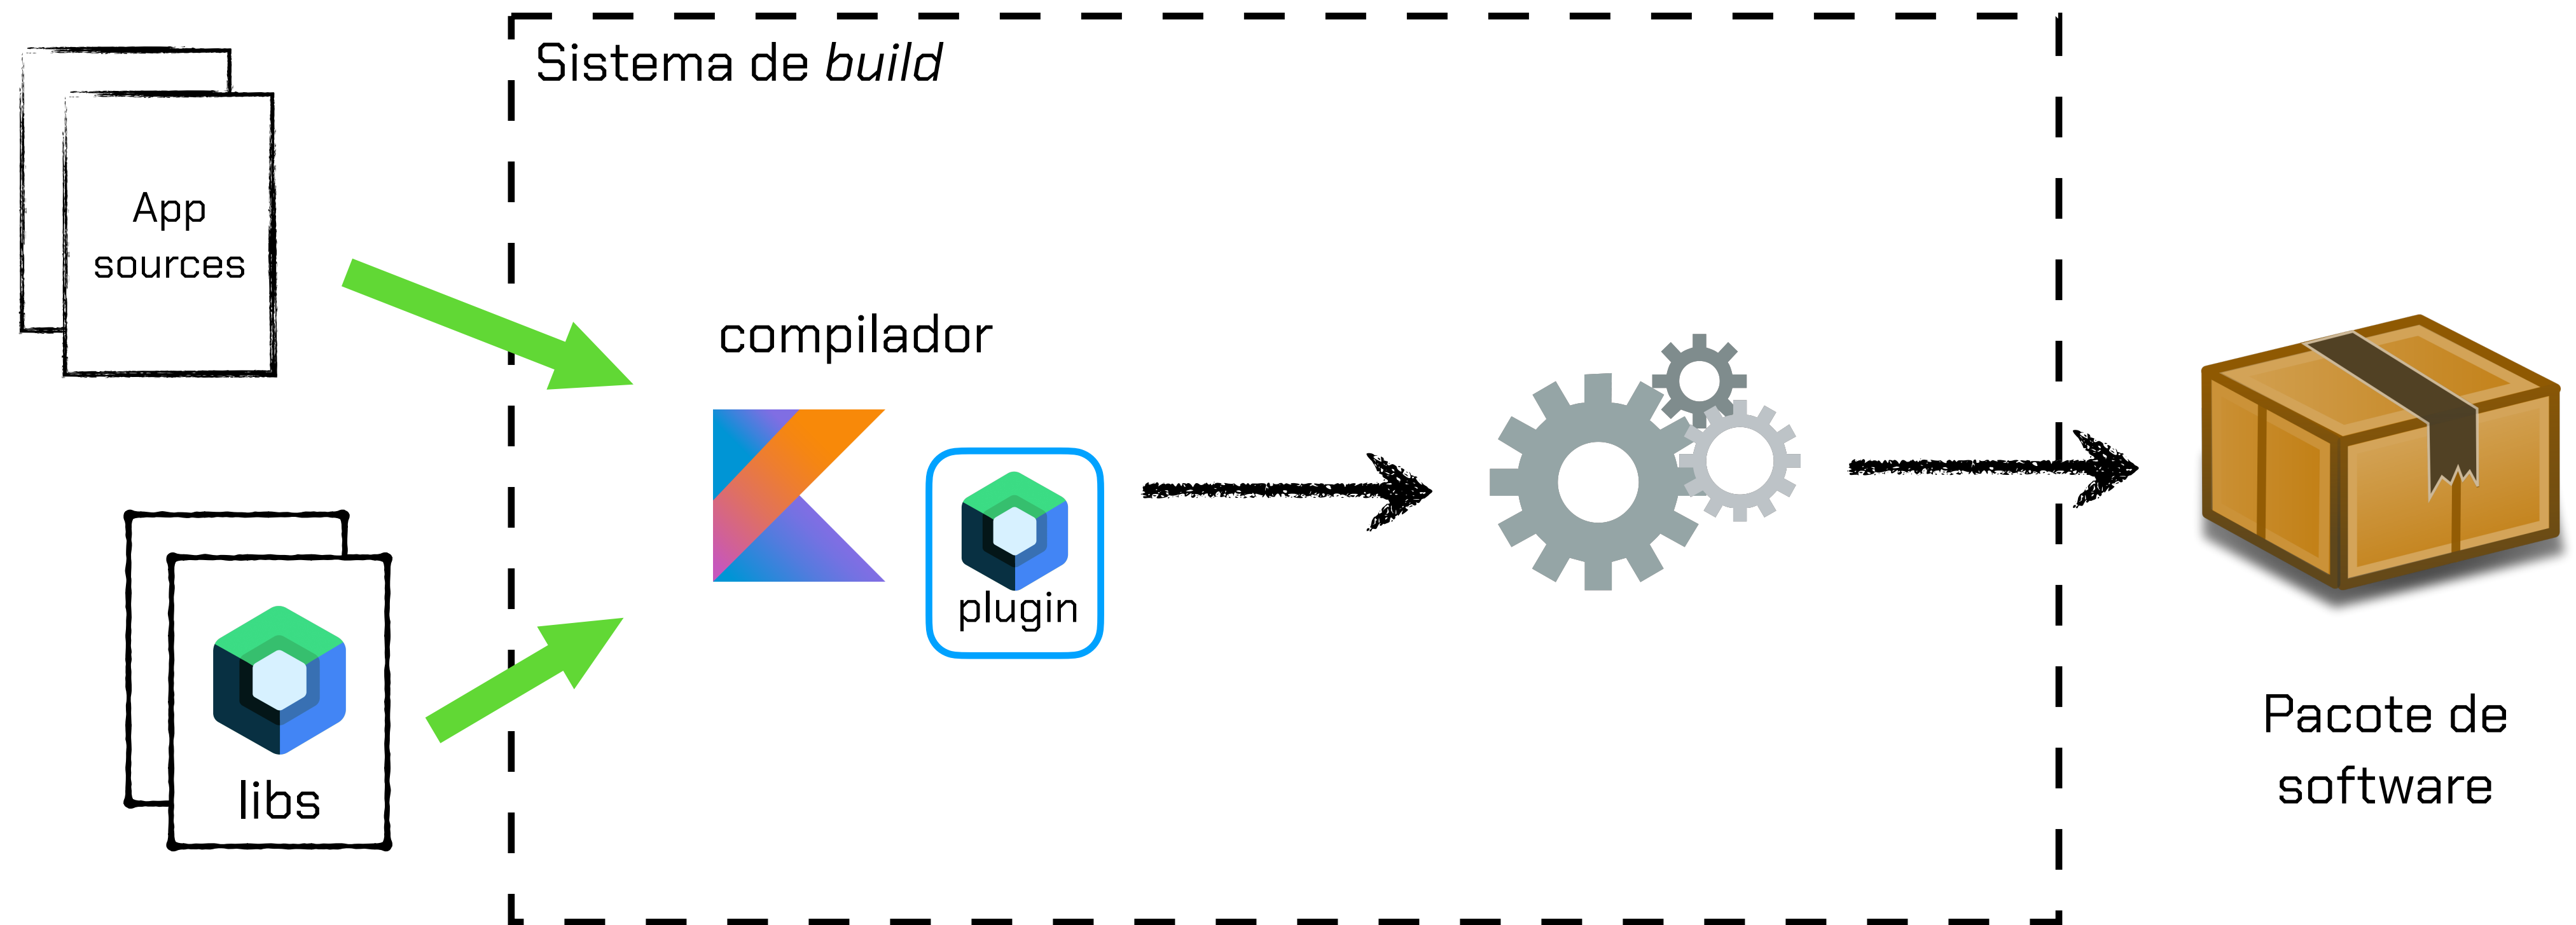 Sistema de build
App
sources
compilador
plugin
libs
Pacote de
software